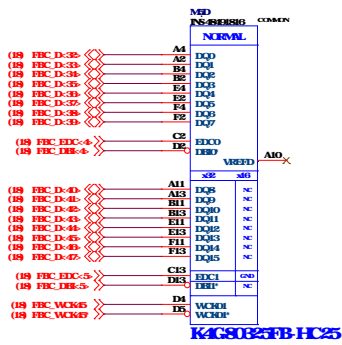 M5D
INS48491816
COMMON
NORMAL
(18) FBC_D<32> A4 DQ0
(18) FBC_D<33> A2 DQ1
(18) FBC_D<34> B4 DQ2
(18) FBC_D<35> B2 DQ3
(18) FBC_D<36> E4 DQ4
(18) FBC_D<37> E2 DQ5
(18) FBC_D<38> F4 DQ6
(18) FBC_D<39> F2 DQ7
(18) FBC_EDC<4> C2 EDC0
(18) FBC_DBI<4> D2 DBI0*
VREFD A10
x32 x16
(18) FBC_D<40> A11 DQ8 NC
(18) FBC_D<41> A13 DQ9 NC
(18) FBC_D<42> B11 DQ10 NC
(18) FBC_D<43> B13 DQ11 NC
(18) FBC_D<44> E11 DQ12 NC
(18) FBC_D<45> E13 DQ13 NC
(18) FBC_D<46> F11 DQ14 NC
(18) FBC_D<47> F13 DQ15 NC
(18) FBC_EDC<5> C13 EDC1 GND
(18) FBC_DBI<5> D13 DBI1* NC
(18) FBC_WCK45 D4 WCK01
(18) FBC_WCK45* D5 WCK01*
K4G80325FB-HC25